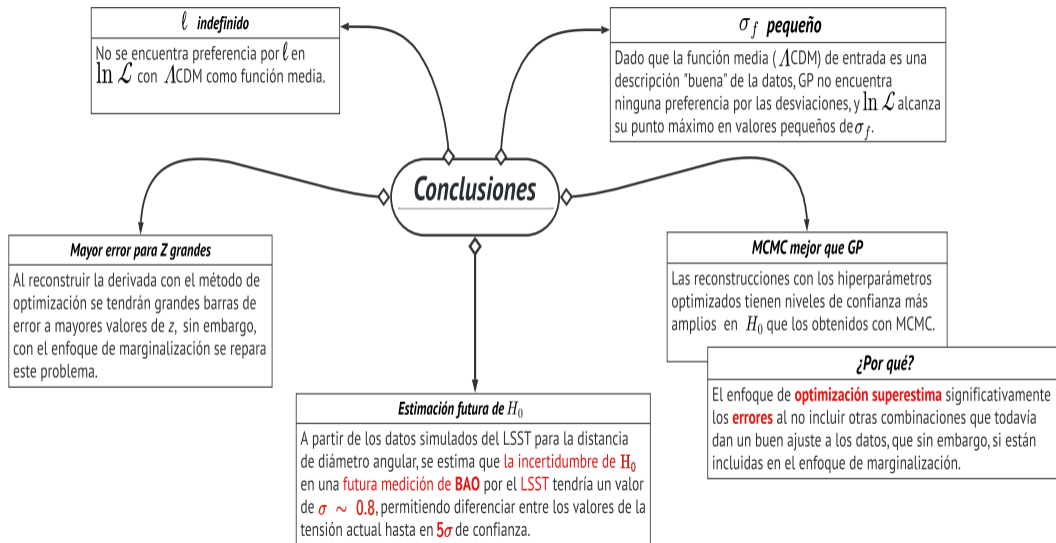 ℓ indefinido
No se encuentra preferencia por ℓ en
ln ℒ con ΛCDM como función media.
σ_f pequeño
Dado que la función media ( ΛCDM) de entrada es una
descripción "buena" de la datos, GP no encuentra
ninguna preferencia por las desviaciones, y ln ℒ alcanza
su punto máximo en valores pequeños de σ_f.
Conclusiones
Mayor error para Z grandes
Al reconstruir la derivada con el método de
optimización se tendrán grandes barras de
error a mayores valores de z, sin embargo,
con el enfoque de marginalización se repara
este problema.
MCMC mejor que GP
Las reconstrucciones con los hiperparámetros
optimizados tienen niveles de confianza más
amplios en H₀ que los obtenidos con MCMC.
¿Por qué?
El enfoque de optimización superestima significativamente
los errores al no incluir otras combinaciones que todavía
dan un buen ajuste a los datos, que sin embargo, si están
incluidas en el enfoque de marginalización.
Estimación futura de H₀
A partir de los datos simulados del LSST para la distancia
de diámetro angular, se estima que la incertidumbre de H₀
en una futura medición de BAO por el LSST tendría un valor
de σ ∼ 0.8, permitiendo diferenciar entre los valores de la
tensión actual hasta en 5σ de confianza.